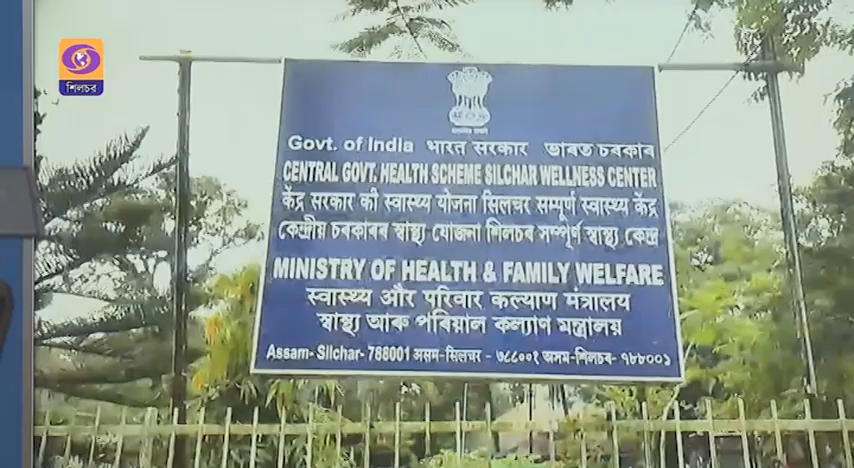 শিলচর
Govt. of India भारत सरकार ভাৰত চৰকাৰ
CENTRAL GOVT. HEALTH SCHEME SILCHAR WELLNESS CENTER
केंद्र सरकार की स्वास्थ्य योजना सिलचर सम्पूर्ण स्वास्थ्य केंद्र
কেন্দ্ৰীয় চৰকাৰৰ স্বাস্থ্য যোজনা শিলচৰ সম্পূৰ্ণ স্বাস্থ্য কেন্দ্ৰ
MINISTRY OF HEALTH & FAMILY WELFARE
स्वास्थ्य और परिवार कल्याण मंत्रालय
স্বাস্থ্য আৰু পৰিয়াল কল্যাণ মন্ত্ৰালয়
Assam-Silchar-788001 असम-सिलचर - ७८८००१ অসম-শিলচৰ- ৭৮৮০০১